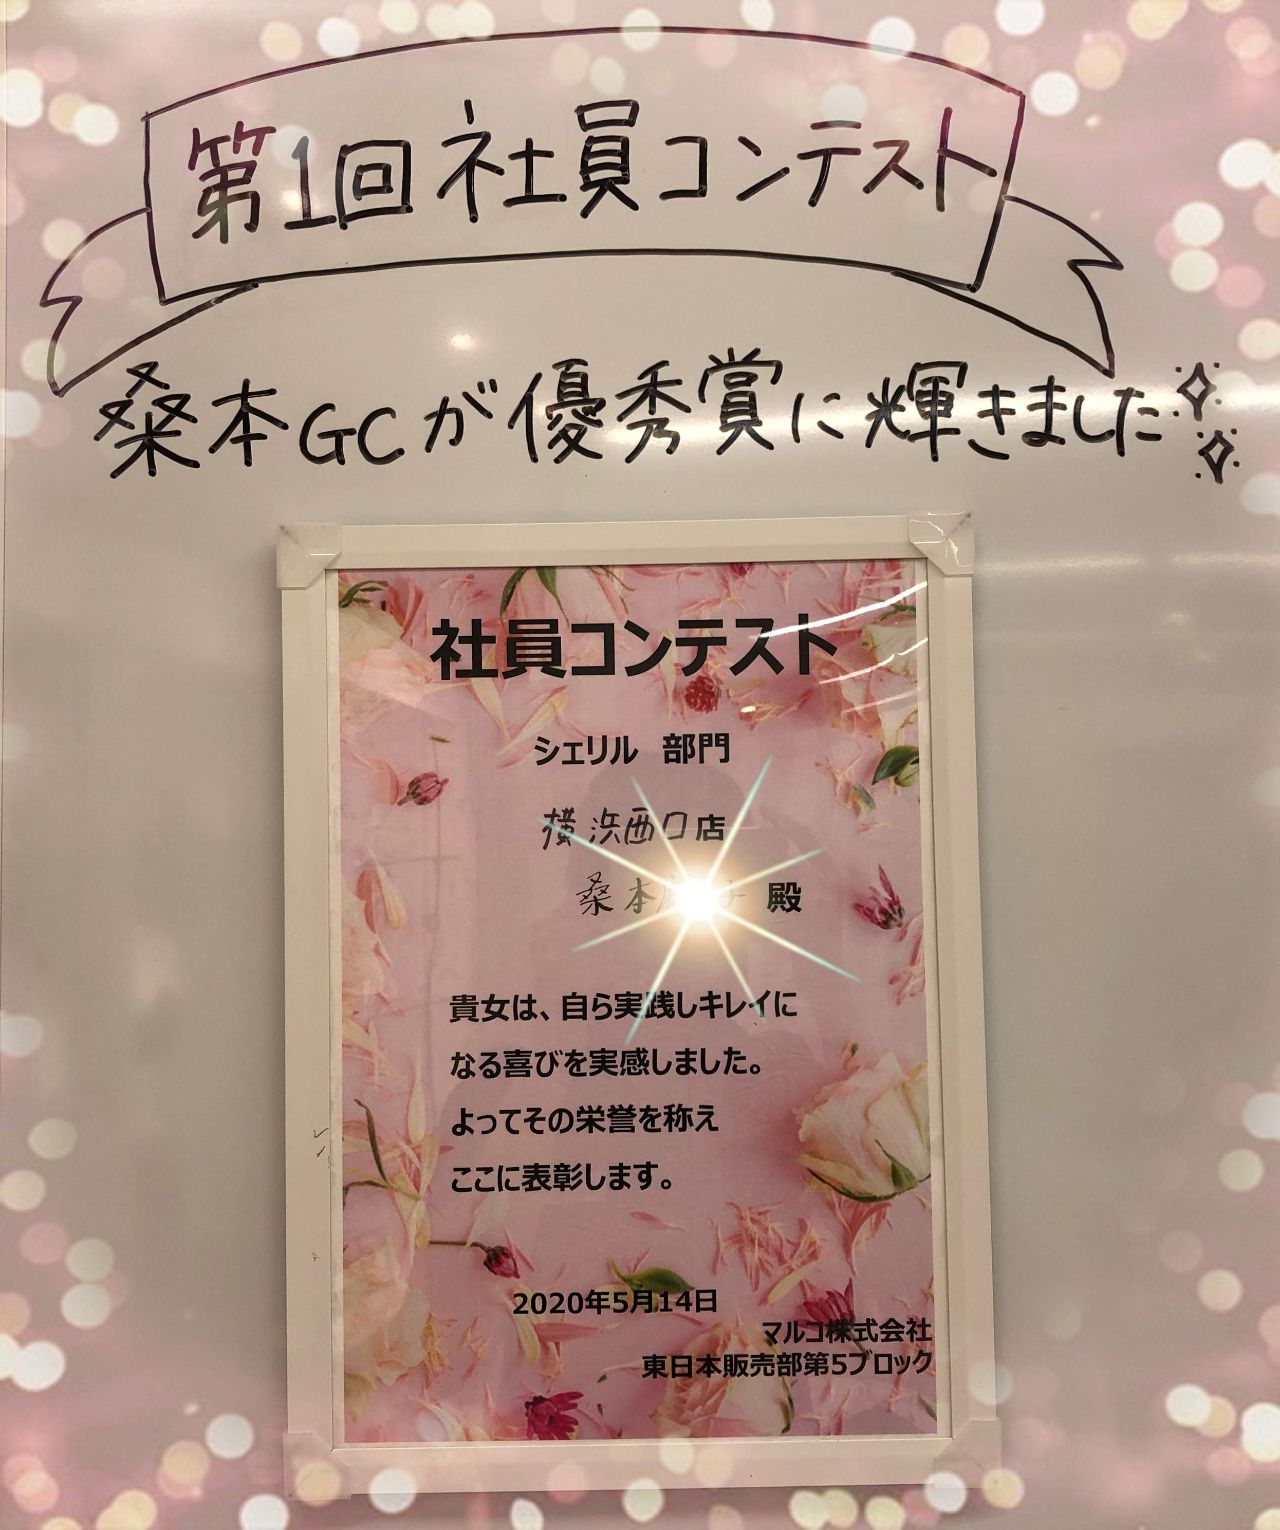 第1回社員コンテスト
桑本GCが優秀賞に輝きました
社員コンテスト
シェリル 部門
横浜西口店
桑本 殿
貴女は、自ら実践しキレイに
なる喜びを実感しました。
よってその栄誉を称え
ここに表彰します。
2020年5月14日
マルコ株式会社
東日本販売部第5ブロック